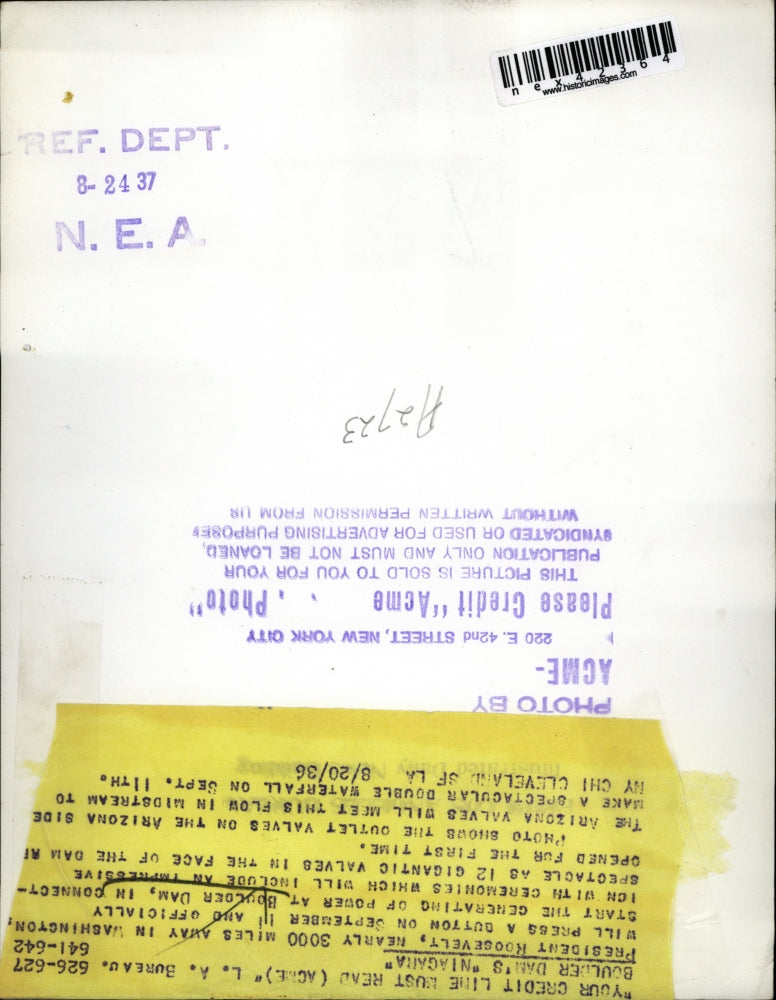 nex42364
www.historicimages.com
REF. DEPT.
8- 24 37
N. E. A.
A2723
PHOTO BY
ACME-
220 E. 42nd STREET, NEW YORK CITY
Please Credit "Acme Photo"
THIS PICTURE IS SOLD TO YOU FOR YOUR
PUBLICATION ONLY AND MUST NOT BE LOANED,
SYNDICATED OR USED FOR ADVERTISING PURPOSES
WITHOUT WRITTEN PERMISSION FROM US
"YOUR CREDIT LINE MUST READ (ACME)" L. A. BUREAU. 626-627
BOULDER DAM'S "NIAGARA" 641-642
PRESIDENT ROOSEVELT, NEARLY 3000 MILES AWAY IN WASHINGTON,
WILL PRESS A BUTTON ON SEPTEMBER 11 AND OFFICIALLY
START THE GENERATING OF POWER AT BOULDER DAM, IN CONNECT-
ION WITH CEREMONIES WHICH WILL INCLUDE AN IMPRESSIVE
SPECTACLE AS 12 GIGANTIC VALVES IN THE FACE OF THE DAM
OPENED FOR THE FIRST TIME.
PHOTO SHOWS THE OUTLET VALVES ON THE ARIZONA SIDE
THE ARIZONA VALVES WILL MEET THIS FLOW IN MIDSTREAM TO
MAKE A SPECTACULAR DOUBLE WATERFALL ON SEPT. 11TH.
NY CHI CLEVELAND SF LA 8/20/36
Illustrated Daily